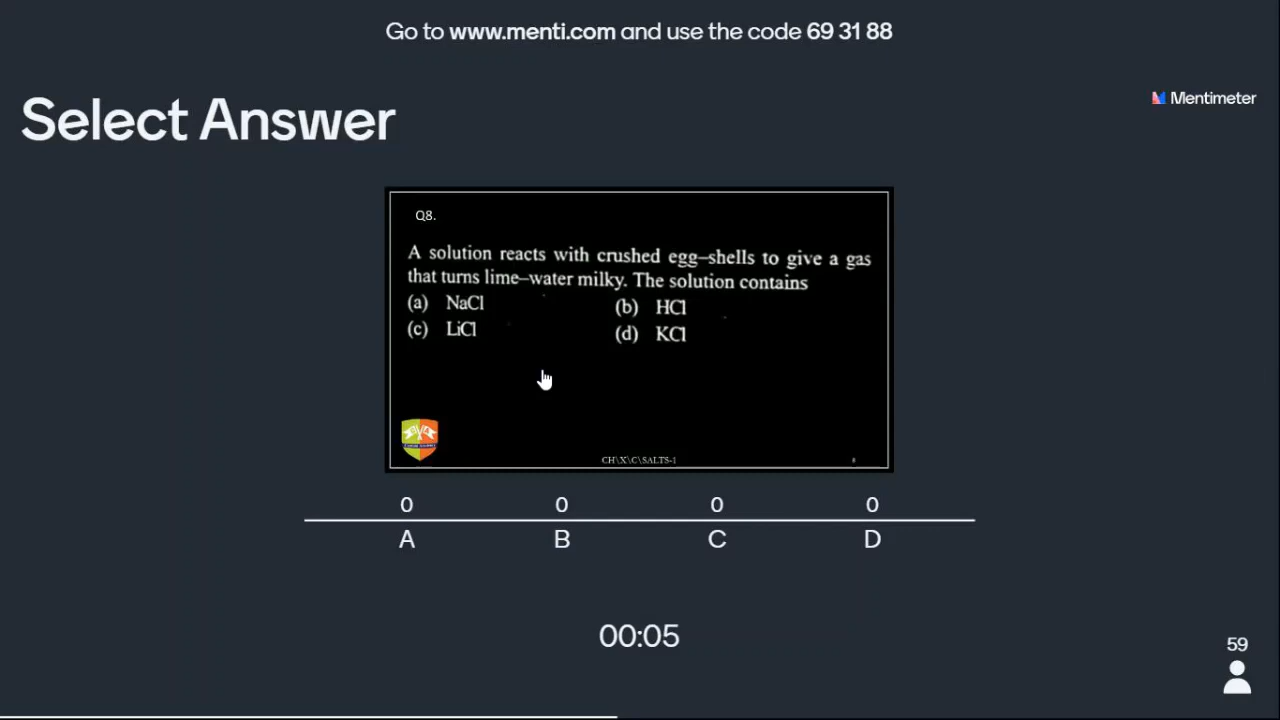 Go to www.menti.com and use the code 69 31 88
Select Answer
Mentimeter
Q8.
A solution reacts with crushed egg–shells to give a gas
that turns lime–water milky. The solution contains
(a) NaCl (b) HCl
(c) LiCl (d) KCl
CH\X\C\SALTS-1
0 0 0 0
A B C D
00:05
59